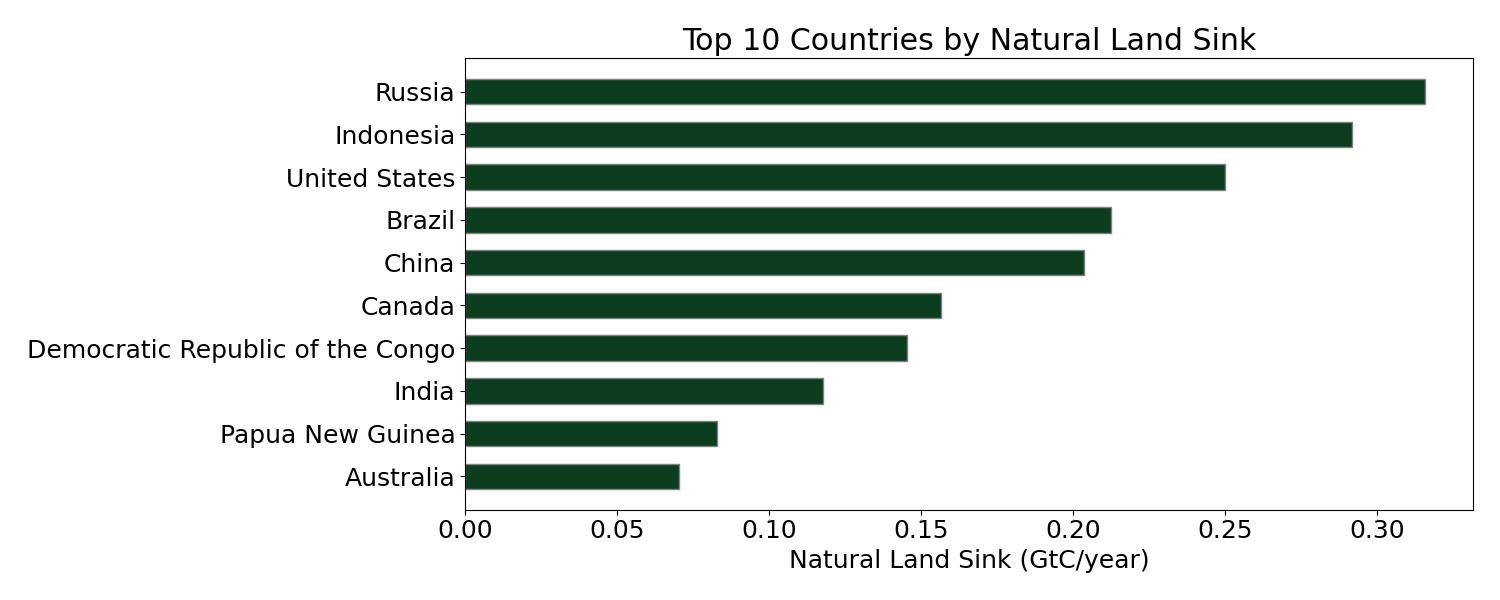 Top 10 Countries by Natural Land Sink
Russia
Indonesia
United States
Brazil
China
Canada
Democratic Republic of the Congo
India
Papua New Guinea
Australia
0.00 0.05 0.10 0.15 0.20 0.25 0.30
Natural Land Sink (GtC/year)